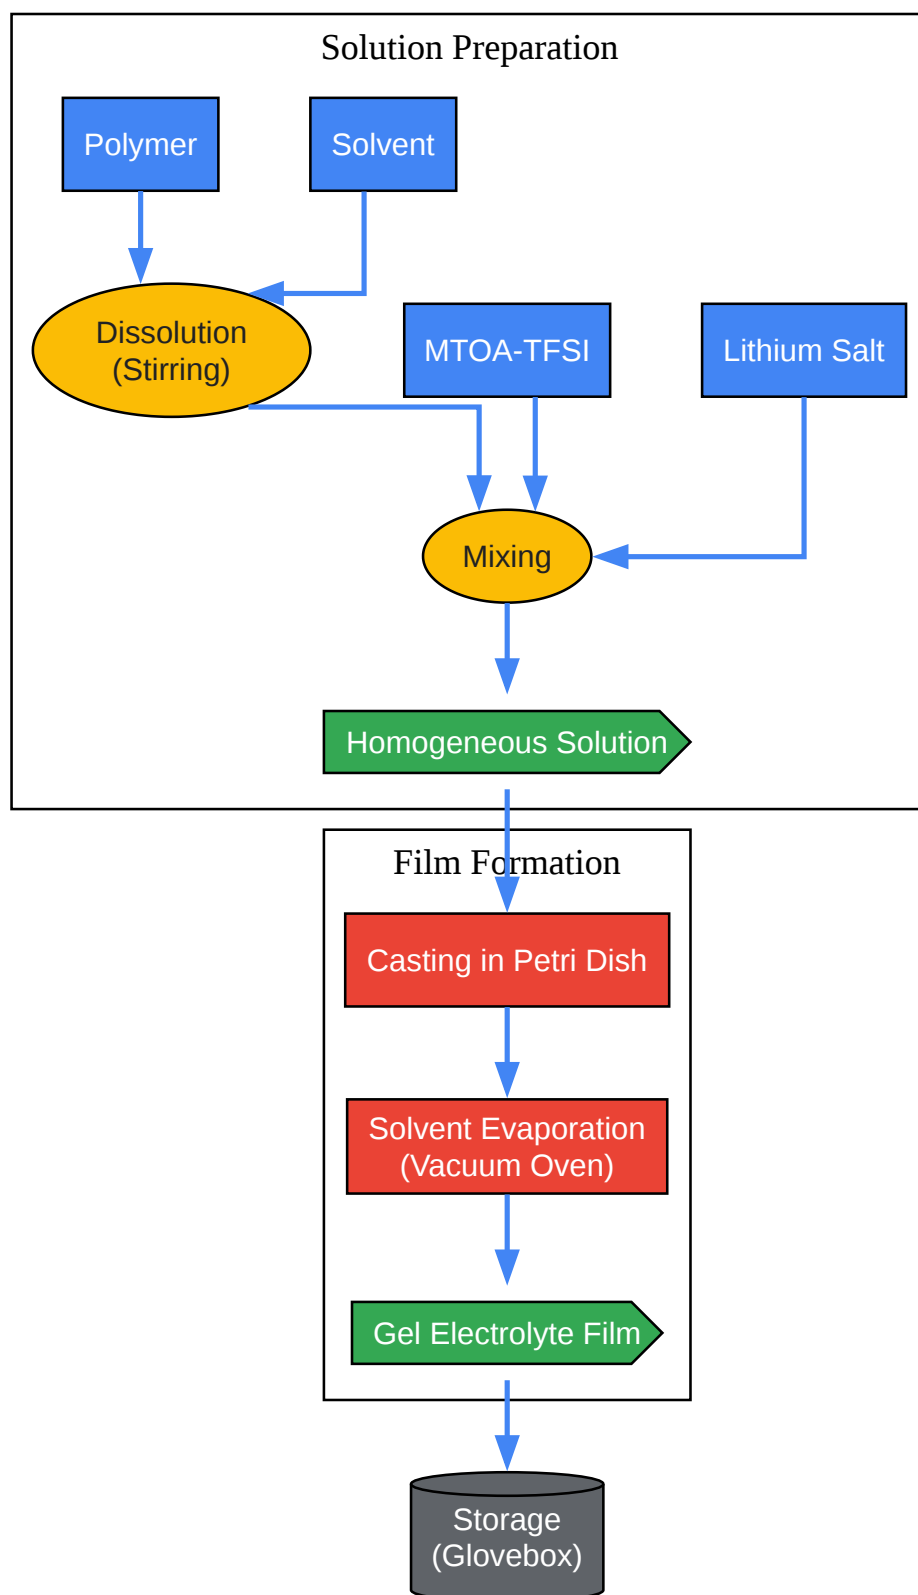 Solution Preparation
Polymer
Solvent
Dissolution
(Stirring)
MTOA-TFSI
Lithium Salt
Mixing
Homogeneous Solution
Film Formation
Casting in Petri Dish
Solvent Evaporation
(Vacuum Oven)
Gel Electrolyte Film
Storage
(Glovebox)